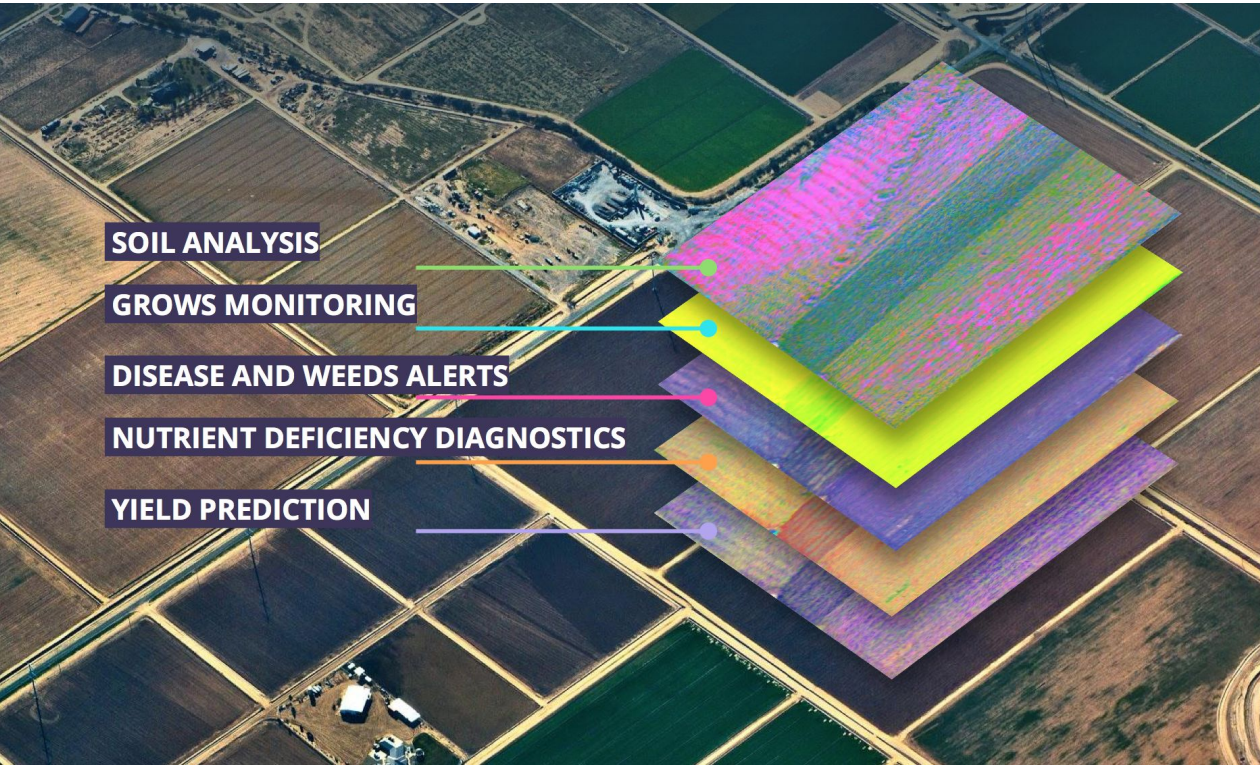 SOIL ANALYSIS
GROWS MONITORING
DISEASE AND WEEDS ALERTS
NUTRIENT DEFICIENCY DIAGNOSTICS
YIELD PREDICTION